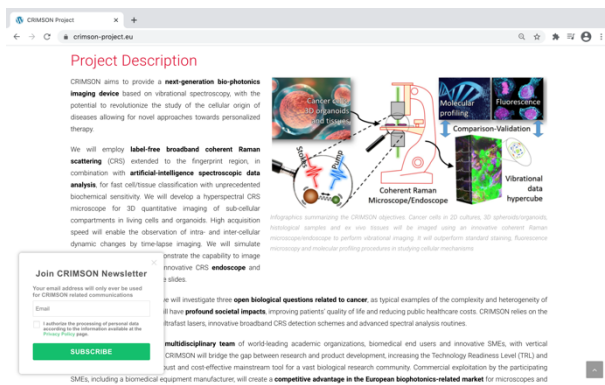 CRIMSON Project
crimson-project.eu
Project Description
CRIMSON aims to provide a next-generation bio-photonics
imaging device based on vibrational spectroscopy, with the
potential to revolutionize the study of the cellular origin of
diseases allowing for novel approaches towards personalized
therapy.
We will employ label-free broadband coherent Raman
scattering (CRS) extended to the fingerprint region, in
combination with artificial-intelligence spectroscopic data
analysis, for fast cell/tissue classification with unprecedented
biochemical sensitivity. We will develop a hyperspectral CRS
microscope for 3D quantitative imaging of sub-cellular
compartments in living cells and organoids. High acquisition
speed will enable the observation of intra- and inter-cellular
dynamic changes by time-lapse imaging. We will simulate
onstrate the capability to image
nnovative CRS endoscope and
e slides.
Cancer cells
3D organoids
and tissues
Stokes
Pump
Coherent Raman
Microscope/Endoscope
Molecular
profiling
Fluorescence
Comparison-Validation
Vibrational
data
hypercube
Infographics summarizing the CRIMSON objectives. Cancer cells in 2D cultures, 3D spheroids/organoids,
histological samples and ex vivo tissues will be imaged using an innovative coherent Raman
microscope/endoscope to perform vibrational imaging. It will outperform standard staining, fluorescence
microscopy and molecular profiling procedures in studying cellular mechanisms.
e will investigate three open biological questions related to cancer, as typical examples of the complexity and heterogeneity of
ill have profound societal impacts, improving patients' quality of life and reducing public healthcare costs. CRIMSON relies on the
ltrafast lasers, innovative broadband CRS detection schemes and advanced spectral analysis routines.
multidisciplinary team of world-leading academic organizations, biomedical end users and innovative SMEs, with vertical
CRIMSON will bridge the gap between research and product development, increasing the Technology Readiness Level (TRL) and
bust and cost-effective mainstream tool for a vast biological research community. Commercial exploitation by the participating
SMEs, including a biomedical equipment manufacturer, will create a competitive advantage in the European biophotonics-related market for microscopes and
Join CRIMSON Newsletter
Your email address will only ever be used
for CRIMSON related communications
Email
I authorize the processing of personal data
according to the information available at the
Privacy Policy page.
SUBSCRIBE